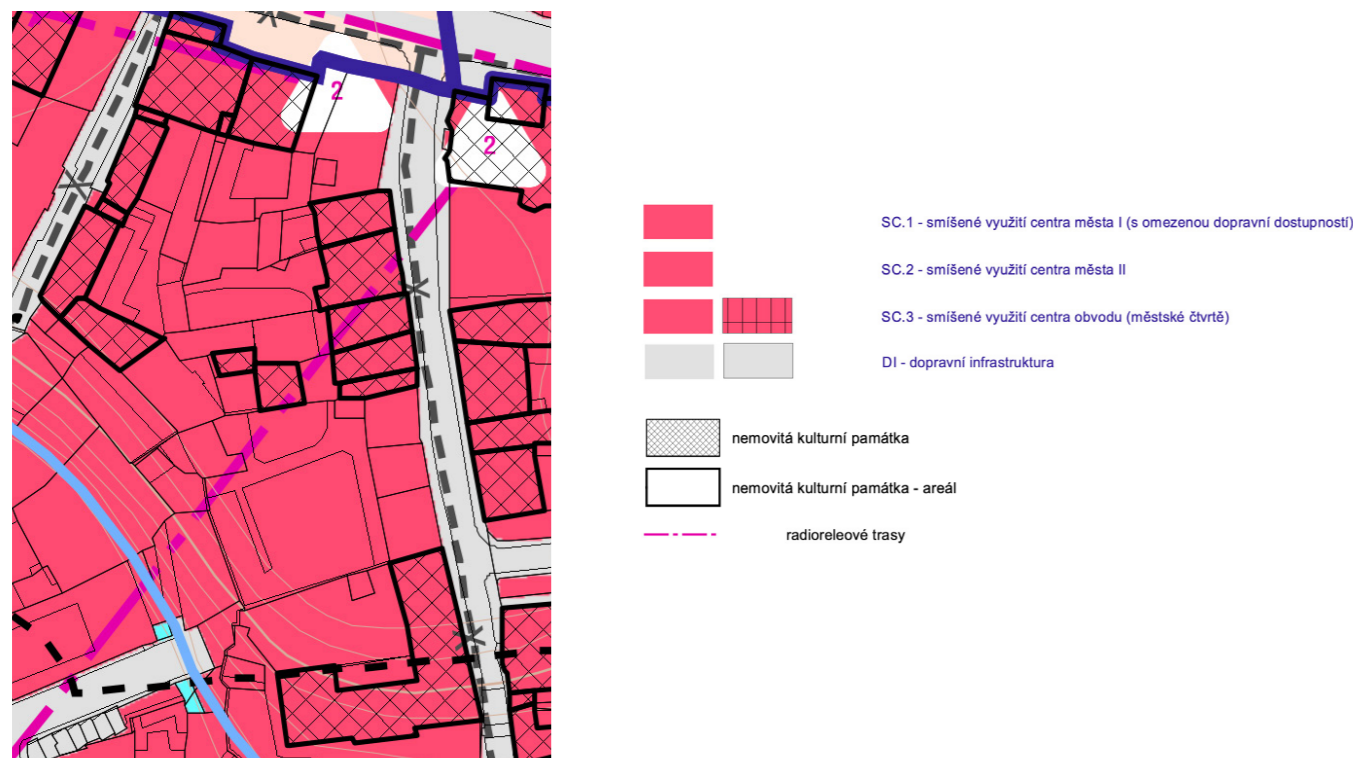 2
2
SC.1 - smíšené využití centra města I (s omezenou dopravní dostupností)
SC.2 - smíšené využití centra města II
SC.3 - smíšené využití centra obvodu (městské čtvrtě)
DI - dopravní infrastruktura
nemovitá kulturní památka
nemovitá kulturní památka - areál
radioreleové trasy